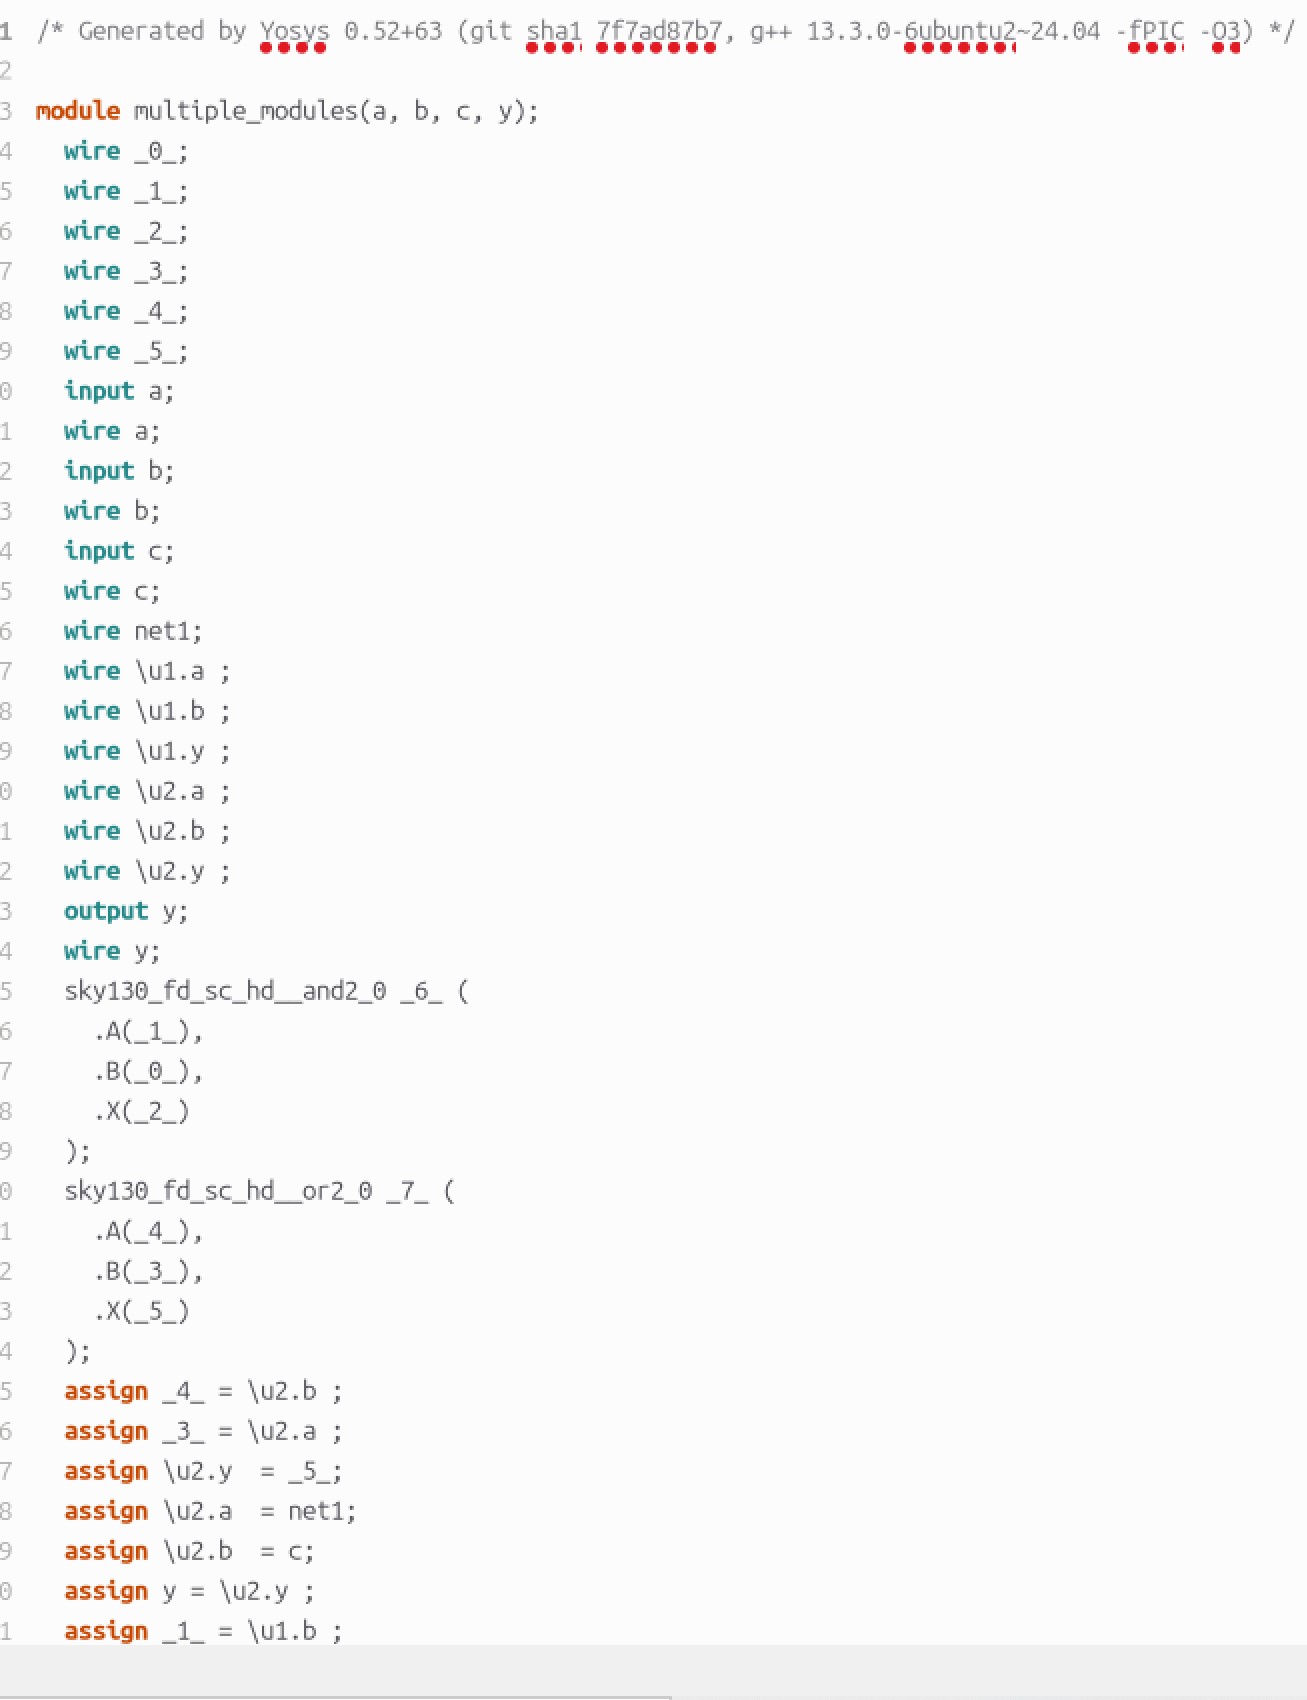 1 /* Generated by Yosys 0.52+63 (git sha1 7f7ad87b7, g++ 13.3.0-6ubuntu2~24.04 -fPIC -O3) */
2
3 module multiple_modules(a, b, c, y);
4   wire _0_;
5   wire _1_;
6   wire _2_;
7   wire _3_;
8   wire _4_;
9   wire _5_;
0   input a;
1   wire a;
2   input b;
3   wire b;
4   input c;
5   wire c;
6   wire net1;
7   wire \u1.a ;
8   wire \u1.b ;
9   wire \u1.y ;
0   wire \u2.a ;
1   wire \u2.b ;
2   wire \u2.y ;
3   output y;
4   wire y;
5   sky130_fd_sc_hd__and2_0 _6_ (
6     .A(_1_),
7     .B(_0_),
8     .X(_2_)
9   );
0   sky130_fd_sc_hd__or2_0 _7_ (
1     .A(_4_),
2     .B(_3_),
3     .X(_5_)
4   );
5   assign _4_ = \u2.b ;
6   assign _3_ = \u2.a ;
7   assign \u2.y  = _5_;
8   assign \u2.a  = net1;
9   assign \u2.b  = c;
0   assign y = \u2.y ;
1   assign _1_ = \u1.b ;